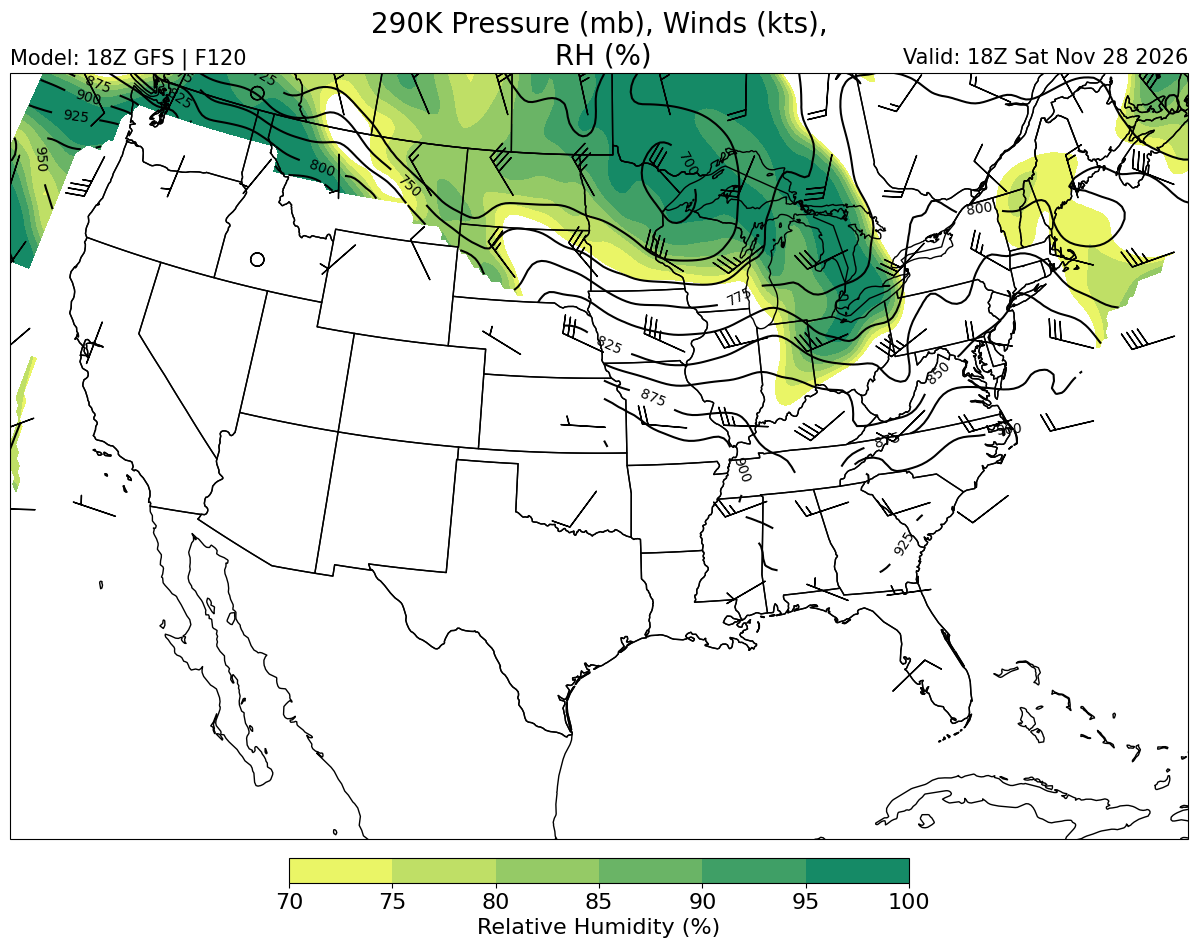 290K Pressure (mb), Winds (kts),
RH (%)
Model: 18Z GFS | F120
Valid: 18Z Sat Nov 28 2026
875
900
925
950
825
800
750
700
775
825
875
900
800
850
875
925
70 75 80 85 90 95 100
Relative Humidity (%)